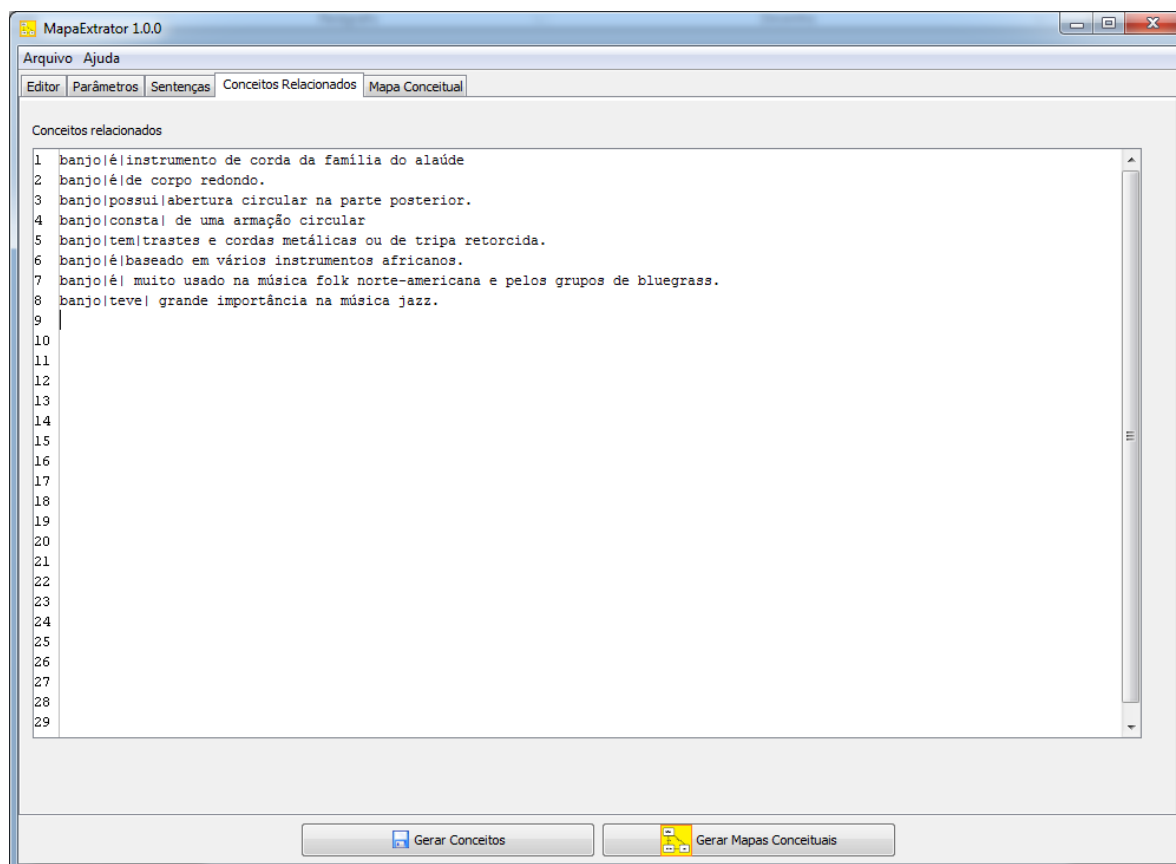 MapaExtrator 1.0.0
Arquivo Ajuda
Editor Parâmetros Sentenças Conceitos Relacionados Mapa Conceitual
Conceitos relacionados
1 banjo|é|instrumento de corda da família do alaúde
2 banjo|é|de corpo redondo.
3 banjo|possui|abertura circular na parte posterior.
4 banjo|consta| de uma armação circular
5 banjo|tem|trastes e cordas metálicas ou de tripa retorcida.
6 banjo|é|baseado em vários instrumentos africanos.
7 banjo|é| muito usado na música folk norte-americana e pelos grupos de bluegrass.
8 banjo|teve| grande importância na música jazz.
9
10
11
12
13
14
15
16
17
18
19
20
21
22
23
24
25
26
27
28
29
Gerar Conceitos Gerar Mapas Conceituais